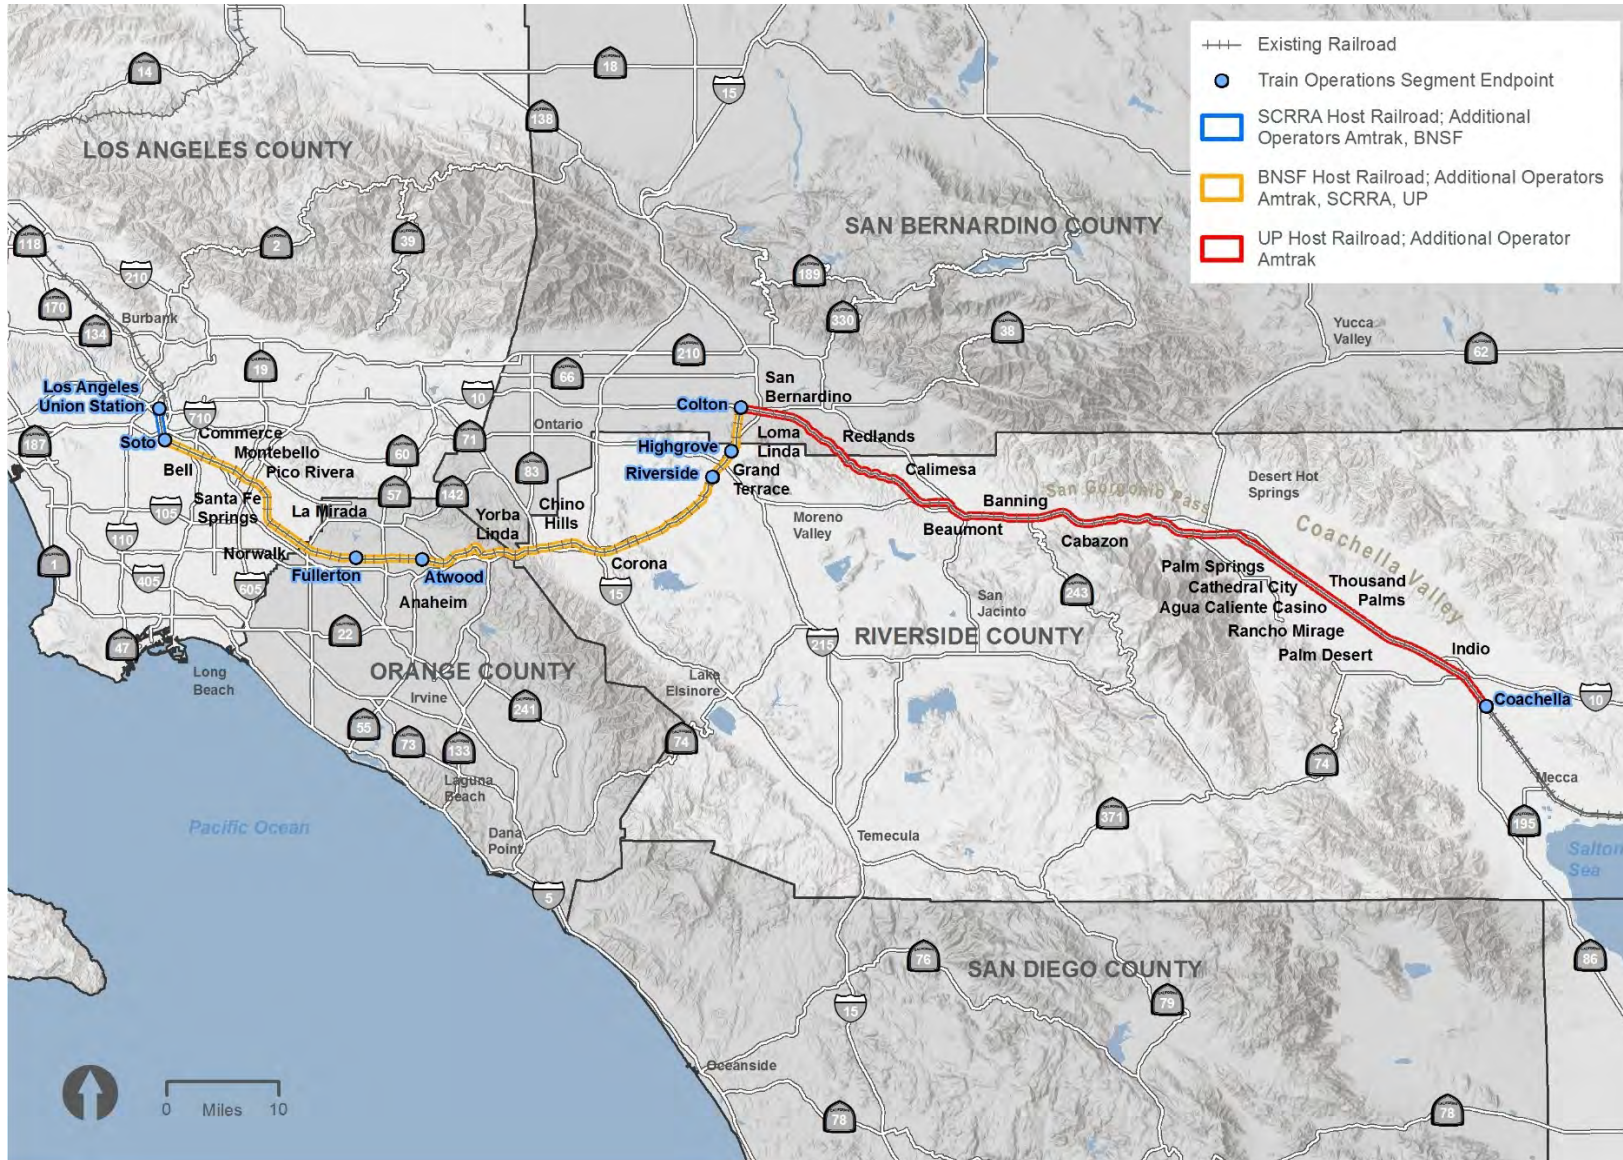 Existing Railroad
Train Operations Segment Endpoint
SCRRA Host Railroad; Additional
Operators Amtrak, BNSF
BNSF Host Railroad; Additional Operators
Amtrak, SCRRA, UP
UP Host Railroad; Additional Operator
Amtrak
14
18
15
138
LOS ANGELES COUNTY
SAN BERNARDINO COUNTY
118
2
39
210
189
170
134
Burbank
330
38
Yucca
Valley
62
19
66
210
Los Angeles
Union Station
10
San
Bernardino
Colton
710
187
Soto
Commerce
Montebello
Pico Rivera
Bell
60
71
Ontario
Highgrove
Loma
Linda
Redlands
83
Riverside
Grand
Terrace
Calimesa
Desert Hot
Springs
57
142
Santa Fe
Springs
La Mirada
Yorba
Linda
Chino
Hills
Moreno
Valley
Banning
San Gorgonio Pass
Beaumont
Cabazon
Coachella Valley
105
110
1
405
605
Norwalk
Fullerton
Atwood
Anaheim
Corona
15
San
Jacinto
243
Palm Springs
Cathedral City
Agua Caliente Casino
Rancho Mirage
Palm Desert
Thousand
Palms
Indio
47
22
Long
Beach
ORANGE COUNTY
Irvine
241
Lake
Elsinore
215
RIVERSIDE COUNTY
Coachella
10
55
73
133
Laguna
Beach
74
74
Mecca
Pacific Ocean
Dana
Point
Temecula
371
195
Salton
Sea
5
76
SAN DIEGO COUNTY
79
86
15
Oceanside
78
78
0 Miles 10